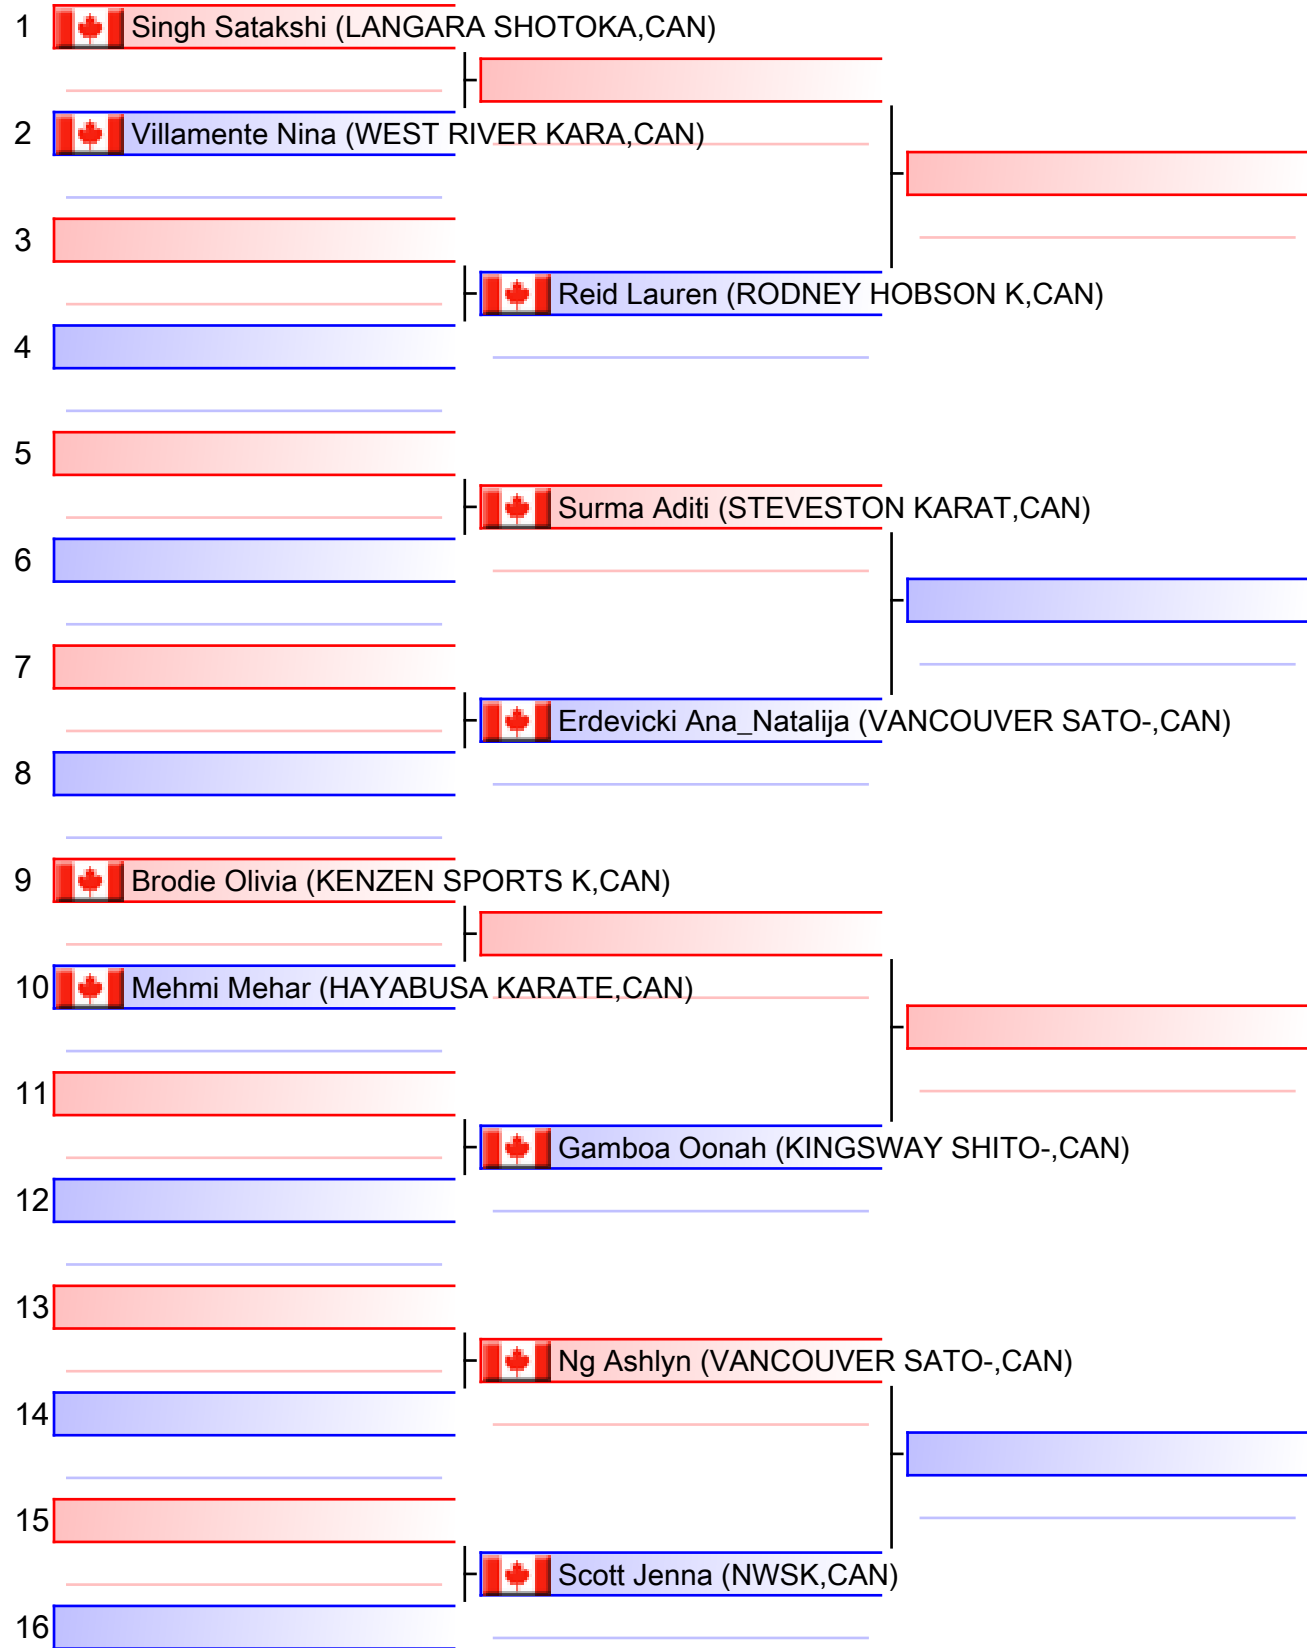 1 Singh Satakshi (LANGARA SHOTOKA,CAN)
2 Villamente Nina (WEST RIVER KARA,CAN)
3
Reid Lauren (RODNEY HOBSON K,CAN)
4
5
Surma Aditi (STEVESTON KARAT,CAN)
6
7
Erdevicki Ana_Natalija (VANCOUVER SATO-,CAN)
8
9 Brodie Olivia (KENZEN SPORTS K,CAN)
10 Mehmi Mehar (HAYABUSA KARATE,CAN)
11
Gamboa Oonah (KINGSWAY SHITO-,CAN)
12
13
Ng Ashlyn (VANCOUVER SATO-,CAN)
14
15
Scott Jenna (NWSK,CAN)
16